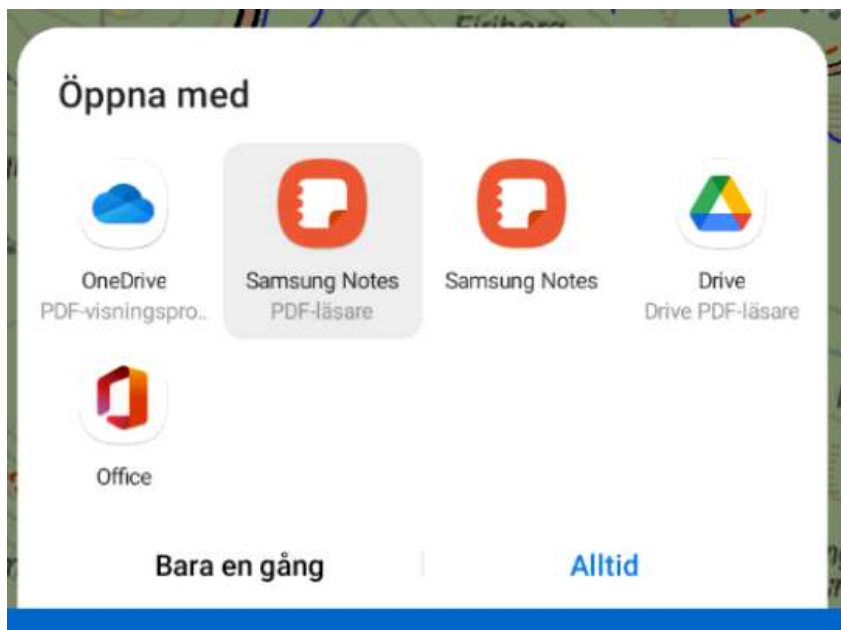 Öppna med
OneDrive
PDF-visningspro..
Samsung Notes
PDF-läsare
Samsung Notes
Drive
Drive PDF-läsare
Office
Bara en gång
Alltid